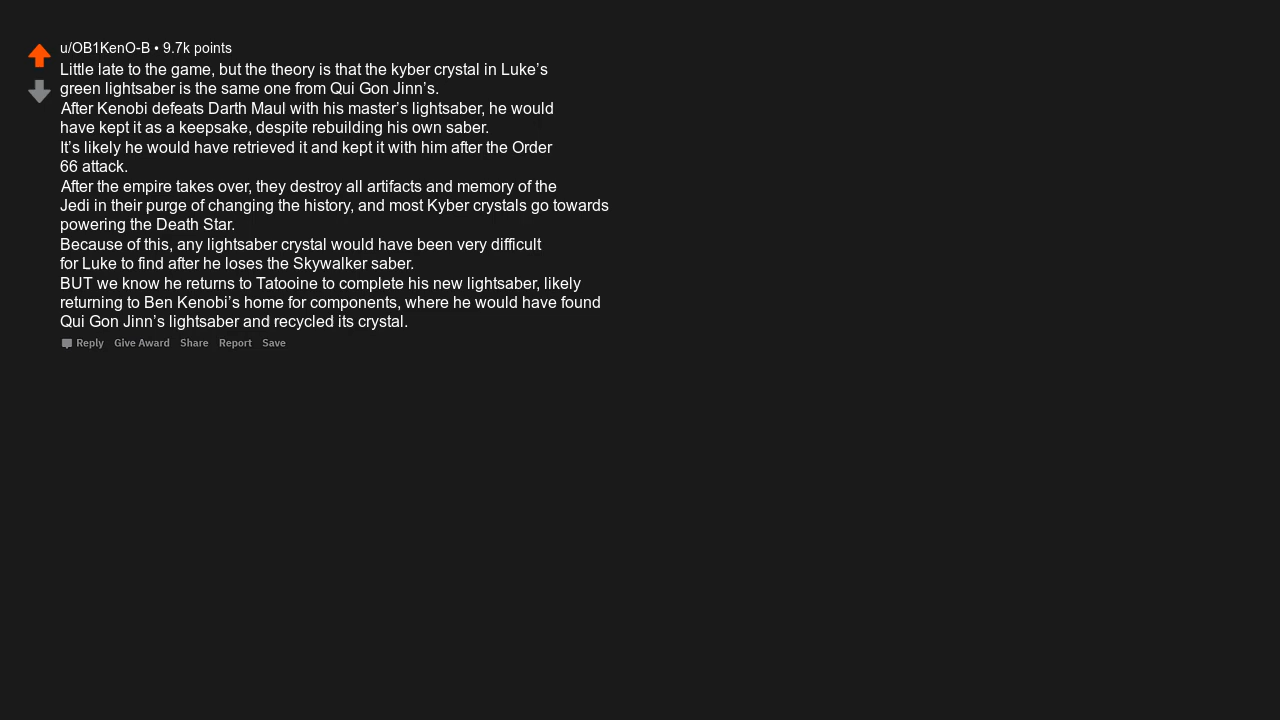 u/OB1KenO-B • 9.7k points
Little late to the game, but the theory is that the kyber crystal in Luke’s
green lightsaber is the same one from Qui Gon Jinn’s.
After Kenobi defeats Darth Maul with his master’s lightsaber, he would
have kept it as a keepsake, despite rebuilding his own saber.
It’s likely he would have retrieved it and kept it with him after the Order
66 attack.
After the empire takes over, they destroy all artifacts and memory of the
Jedi in their purge of changing the history, and most Kyber crystals go towards
powering the Death Star.
Because of this, any lightsaber crystal would have been very difficult
for Luke to find after he loses the Skywalker saber.
BUT we know he returns to Tatooine to complete his new lightsaber, likely
returning to Ben Kenobi’s home for components, where he would have found
Qui Gon Jinn’s lightsaber and recycled its crystal.
Reply Give Award Share Report Save